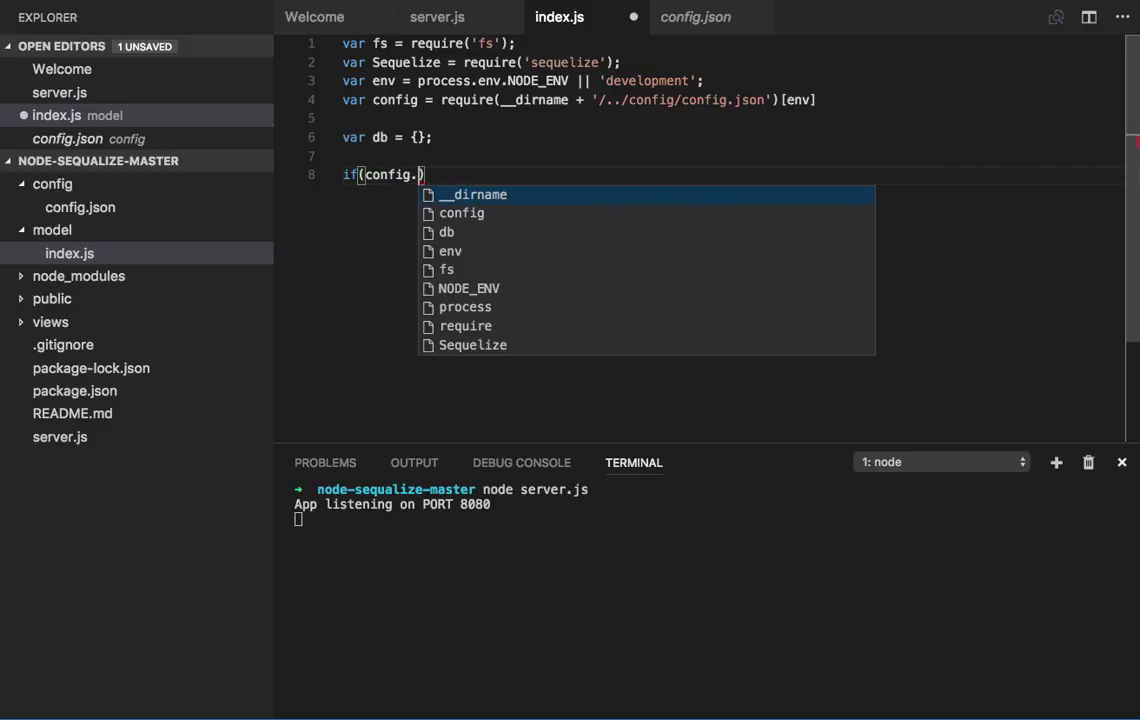 EXPLORER
OPEN EDITORS 1 UNSAVED
Welcome
server.js
index.js model
config.json config
NODE-SEQUALIZE-MASTER
config
config.json
model
index.js
node_modules
public
views
.gitignore
package-lock.json
package.json
README.md
server.js
Welcome server.js index.js config.json
1 var fs = require('fs');
2 var Sequelize = require('sequelize');
3 var env = process.env.NODE_ENV || 'development';
4 var config = require(__dirname + '/../config/config.json')[env]
5
6 var db = {};
7
8 if(config.)
__dirname
config
db
env
fs
NODE_ENV
process
require
Sequelize
PROBLEMS OUTPUT DEBUG CONSOLE TERMINAL 1: node
➜ node-sequalize-master node server.js
App listening on PORT 8080